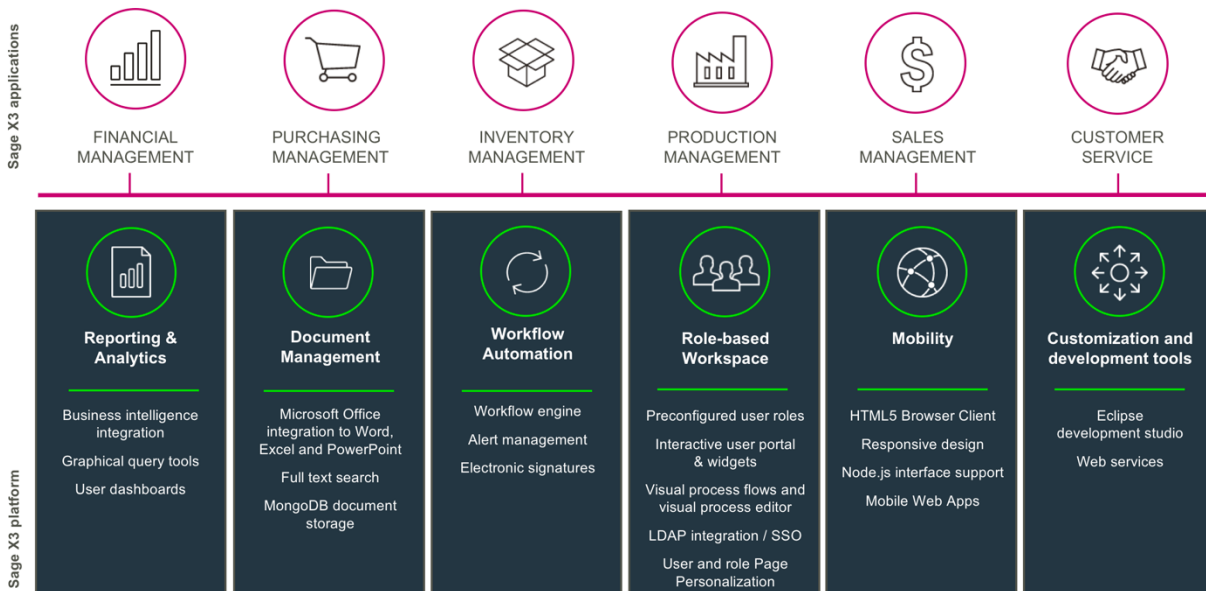 Sage X3 applications
FINANCIAL
MANAGEMENT
PURCHASING
MANAGEMENT
INVENTORY
MANAGEMENT
PRODUCTION
MANAGEMENT
SALES
MANAGEMENT
CUSTOMER
SERVICE
Sage X3 platform
Reporting &
Analytics
Business intelligence
integration
Graphical query tools
User dashboards
Document
Management
Microsoft Office
integration to Word,
Excel and PowerPoint
Full text search
MongoDB document
storage
Workflow
Automation
Workflow engine
Alert management
Electronic signatures
Role-based
Workspace
Preconfigured user roles
Interactive user portal
& widgets
Visual process flows and
visual process editor
LDAP integration / SSO
User and role Page
Personalization
Mobility
HTML5 Browser Client
Responsive design
Node.js interface support
Mobile Web Apps
Customization and
development tools
Eclipse
development studio
Web services